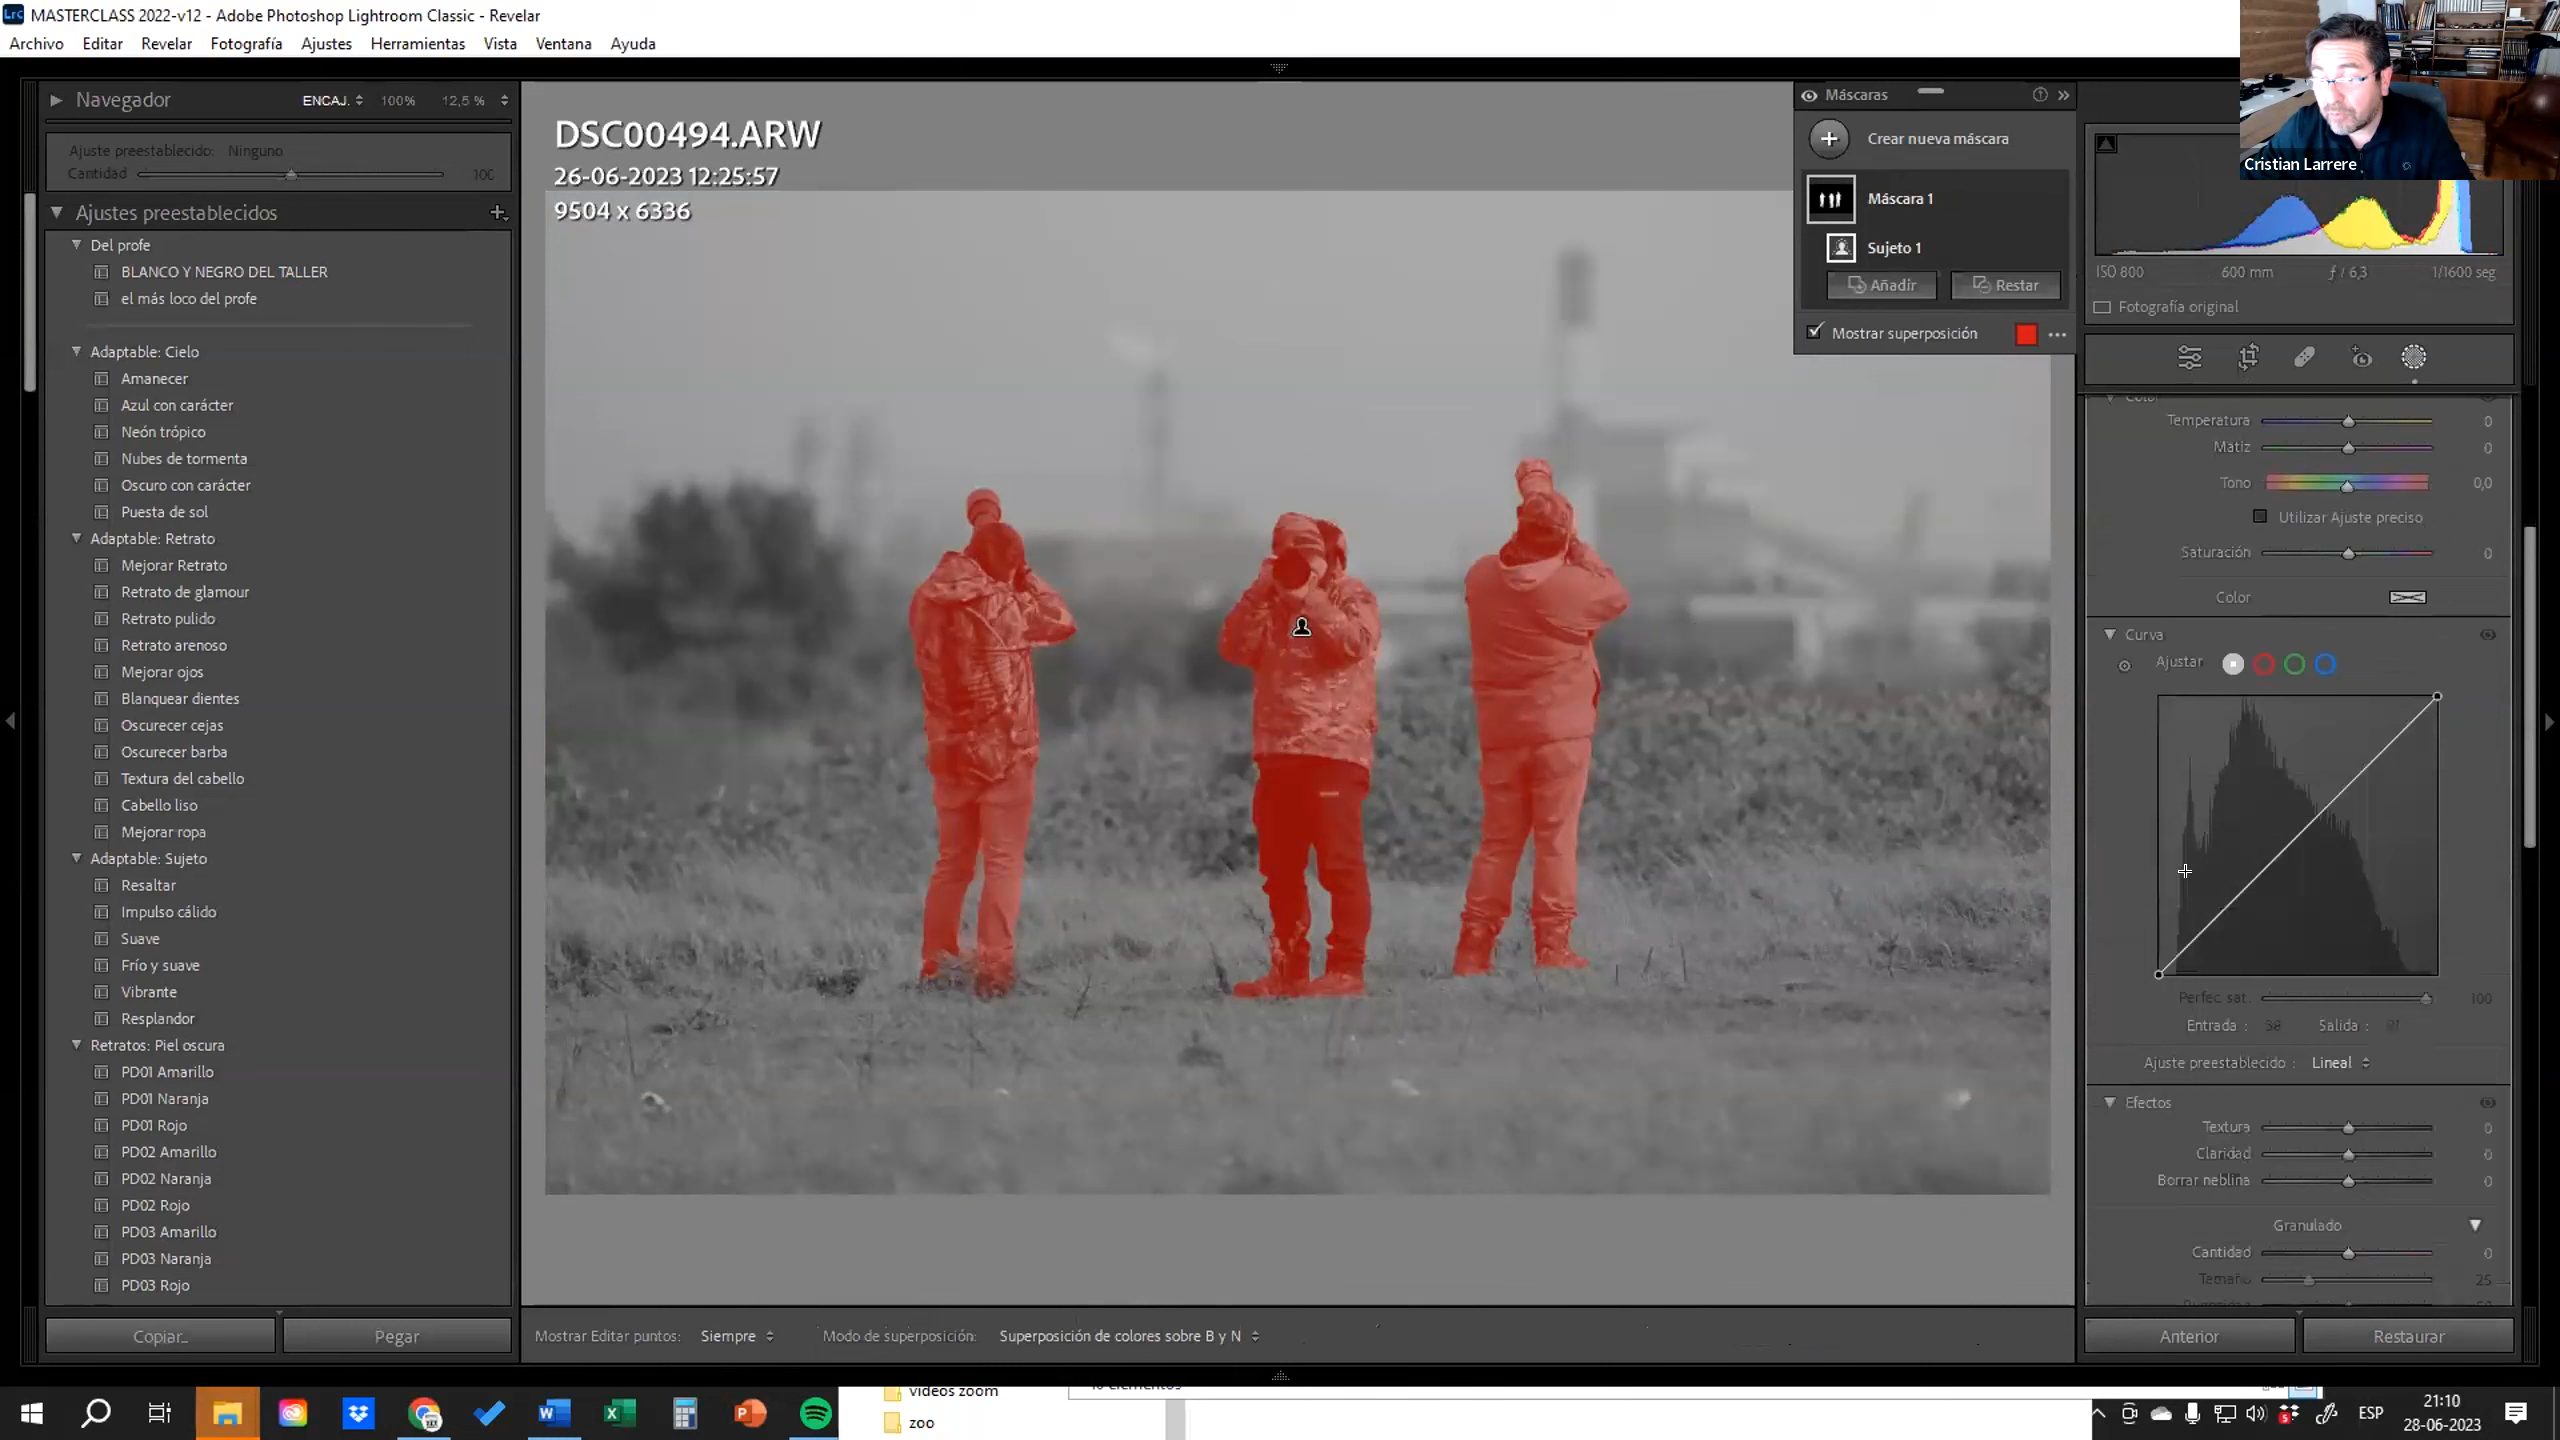 MASTERCLASS 2022-v12 - Adobe Photoshop Lightroom Classic - Revelar
Archivo Editar Revelar Fotografía Ajustes Herramientas Vista Ventana Ayuda
Navegador ENCAJ. 100% 12,5 %
Ajuste preestablecido: Ninguno
Cantidad 100
Ajustes preestablecidos
Del profe
BLANCO Y NEGRO DEL TALLER
el más loco del profe
Adaptable: Cielo
Amanecer
Azul con carácter
Neón trópico
Nubes de tormenta
Oscuro con carácter
Puesta de sol
Adaptable: Retrato
Mejorar Retrato
Retrato de glamour
Retrato pulido
Retrato arenoso
Mejorar ojos
Blanquear dientes
Oscurecer cejas
Oscurecer barba
Textura del cabello
Cabello liso
Mejorar ropa
Adaptable: Sujeto
Resaltar
Impulso cálido
Suave
Frío y suave
Vibrante
Resplandor
Retratos: Piel oscura
PD01 Amarillo
PD01 Naranja
PD01 Rojo
PD02 Amarillo
PD02 Naranja
PD02 Rojo
PD03 Amarillo
PD03 Naranja
PD03 Rojo
Copiar... Pegar
DSC00494.ARW
26-06-2023 12:25:57
9504 x 6336
Máscaras
Crear nueva máscara
Máscara 1
Sujeto 1
Añadir Restar
Mostrar superposición
Mostrar Editar puntos: Siempre Modo de superposición: Superposición de colores sobre B y N
Cristian Larrere
ISO 800 600 mm ƒ / 6,3 1/1600 seg
Fotografía original
Color
Temperatura 0
Matiz 0
Tono 0,0
Utilizar Ajuste preciso
Saturación 0
Color
Curva
Ajustar
Perfec. sat. 100
Entrada : Salida :
Ajuste preestablecido : Lineal
Efectos
Textura 0
Claridad 0
Borrar neblina 0
Granulado
Cantidad 0
Tamaño 25
Anterior Restaurar
videos zoom
zoo
ESP
21:10
28-06-2023